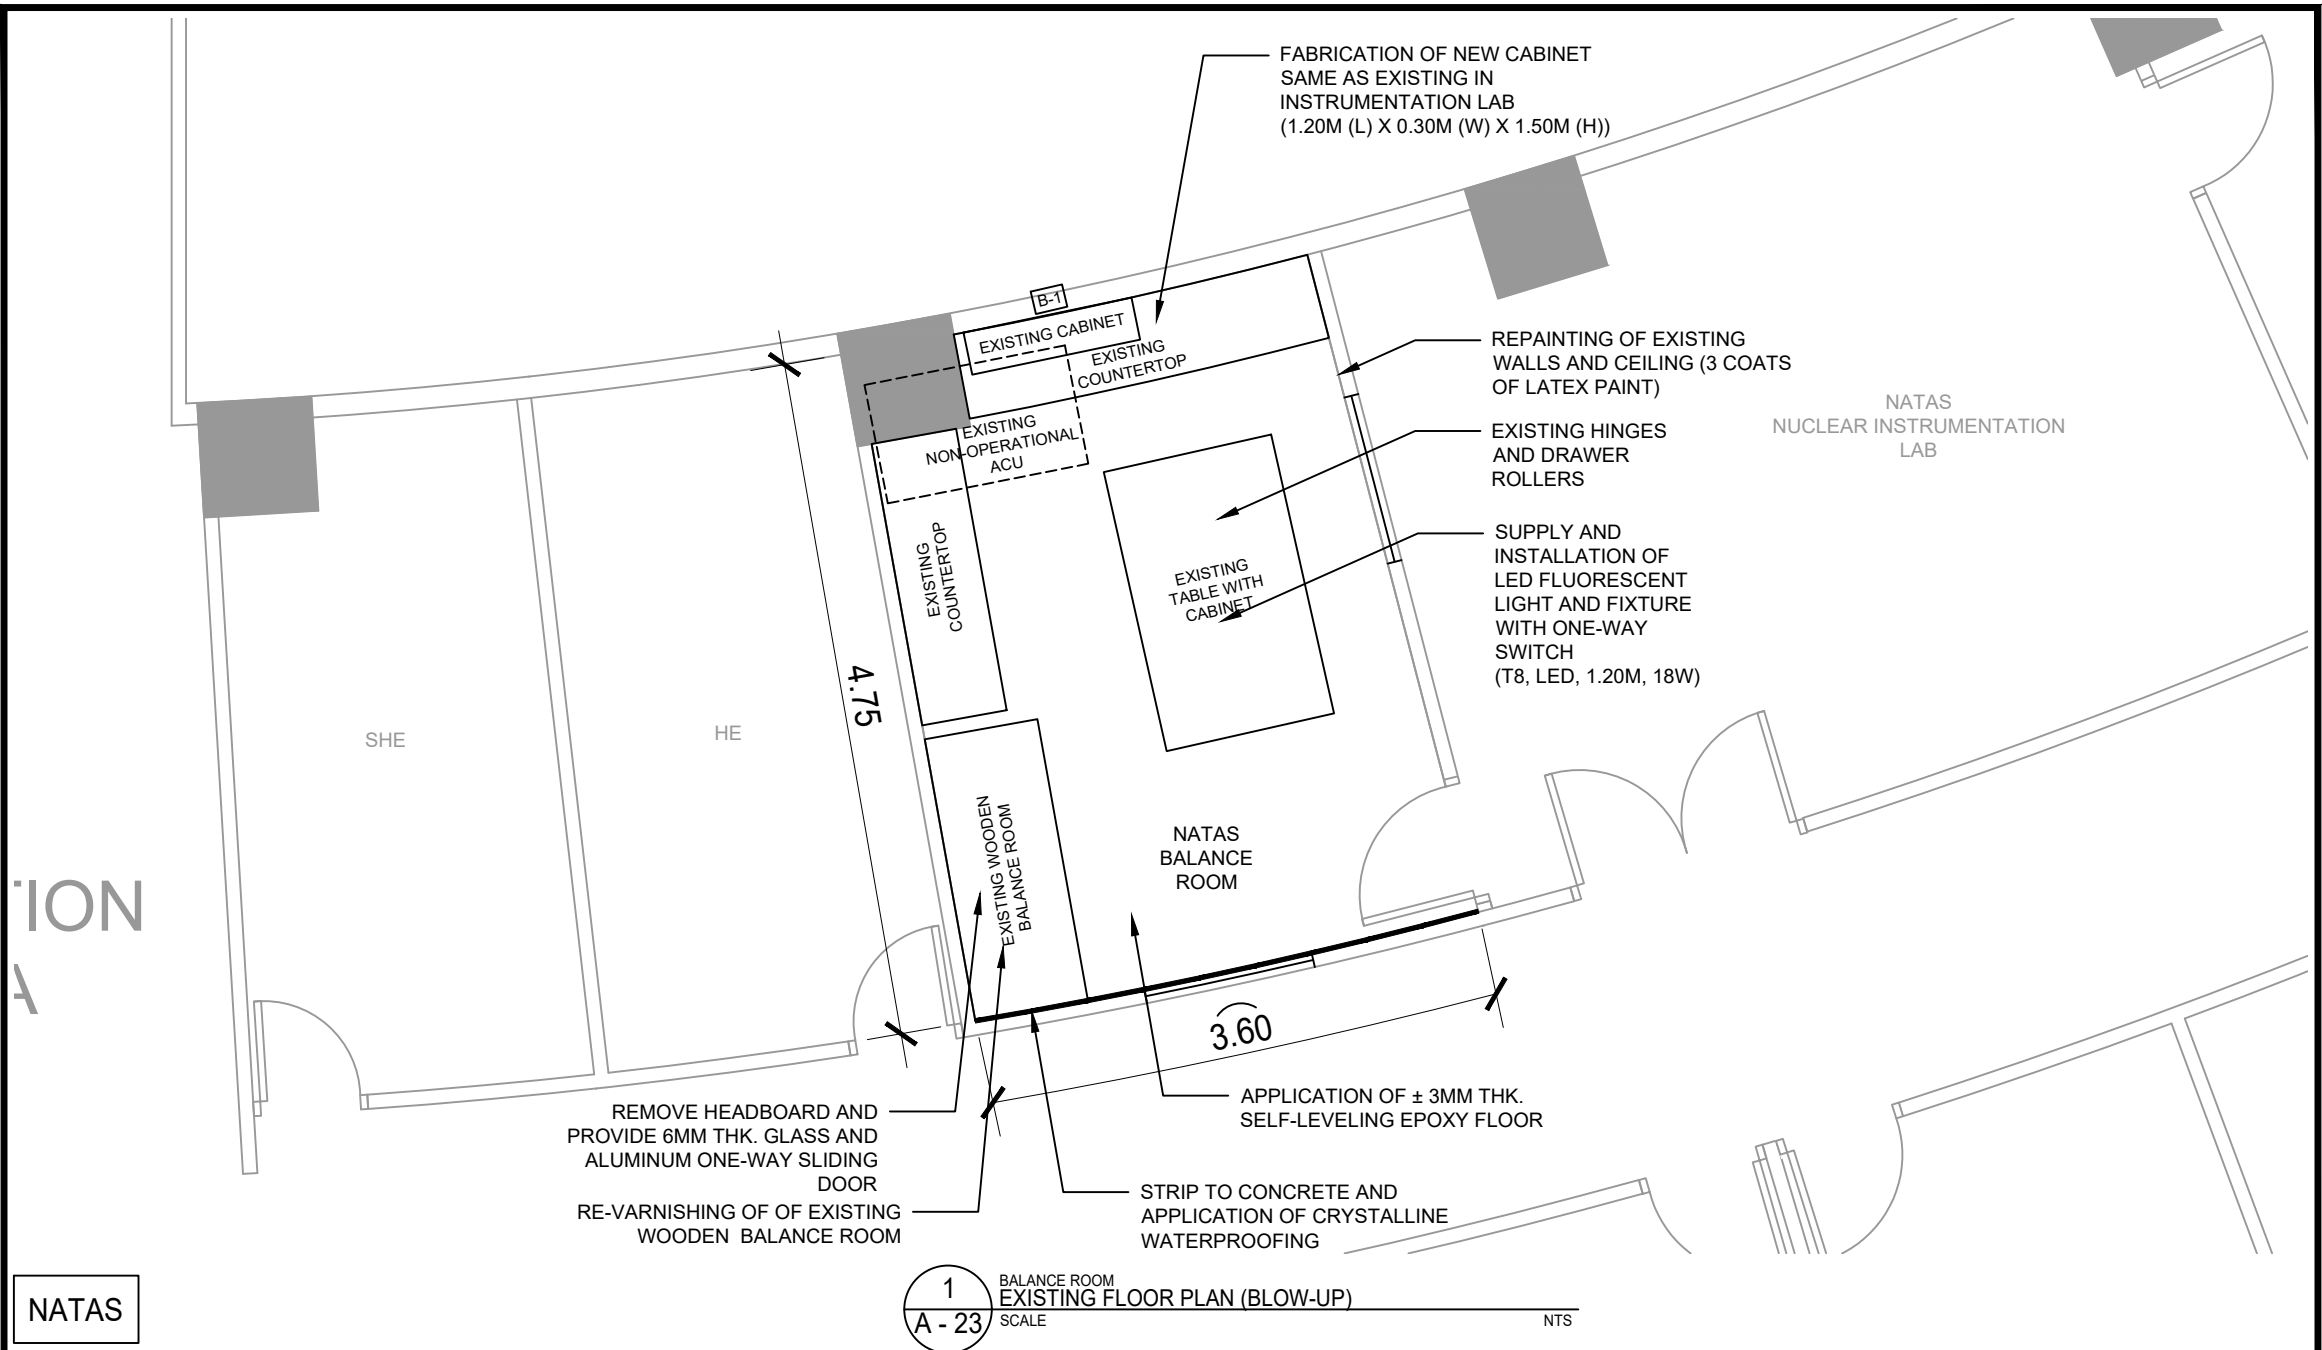 FABRICATION OF NEW CABINET
SAME AS EXISTING IN
INSTRUMENTATION LAB
(1.20M (L) X 0.30M (W) X 1.50M (H))
B-1
EXISTING CABINET
EXISTING
COUNTERTOP
EXISTING
NON-OPERATIONAL
ACU
REPAINTING OF EXISTING
WALLS AND CEILING (3 COATS
OF LATEX PAINT)
NATAS
NUCLEAR INSTRUMENTATION
LAB
EXISTING HINGES
AND DRAWER
ROLLERS
SUPPLY AND
INSTALLATION OF
LED FLUORESCENT
LIGHT AND FIXTURE
WITH ONE-WAY
SWITCH
(T8, LED, 1.20M, 18W)
EXISTING
COUNTERTOP
EXISTING
TABLE WITH
CABINET
4.75
SHE
HE
EXISTING WOODEN
BALANCE ROOM
NATAS
BALANCE
ROOM
TION
A
3.60
REMOVE HEADBOARD AND
PROVIDE 6MM THK. GLASS AND
ALUMINUM ONE-WAY SLIDING
DOOR
RE-VARNISHING OF OF EXISTING
WOODEN  BALANCE ROOM
APPLICATION OF ± 3MM THK.
SELF-LEVELING EPOXY FLOOR
STRIP TO CONCRETE AND
APPLICATION OF CRYSTALLINE
WATERPROOFING
NATAS
1
A - 23
BALANCE ROOM
EXISTING FLOOR PLAN (BLOW-UP)
SCALE
NTS